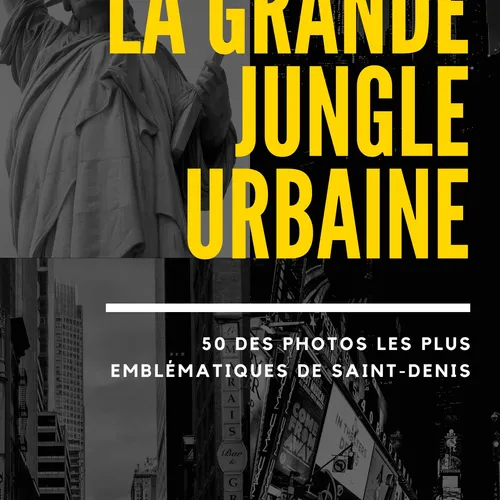 LA GRANDE
JUNGLE
URBAINE
50 DES PHOTOS LES PLUS
EMBLÉMATIQUES DE SAINT-DENIS